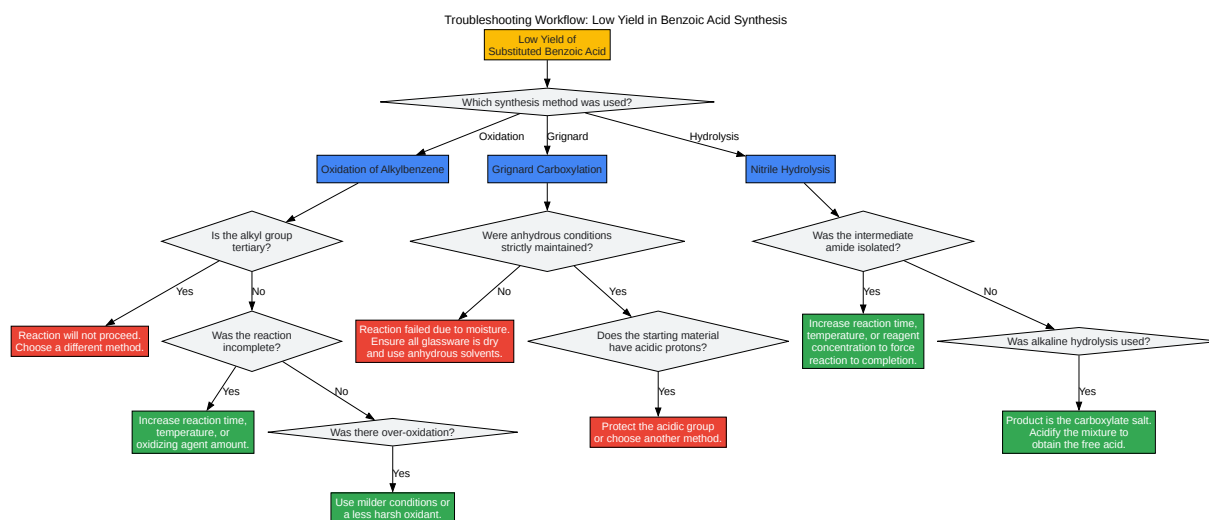 Troubleshooting Workflow: Low Yield in Benzoic Acid Synthesis
Low Yield of
Substituted Benzoic Acid
Which synthesis method was used?
Oxidation
Grignard
Hydrolysis
Oxidation of Alkylbenzene
Grignard Carboxylation
Nitrile Hydrolysis
Is the alkyl group
tertiary?
Were anhydrous conditions
strictly maintained?
Was the intermediate
amide isolated?
Yes
No
No
Yes
Yes
No
Reaction will not proceed.
Choose a different method.
Was the reaction
incomplete?
Reaction failed due to moisture.
Ensure all glassware is dry
and use anhydrous solvents.
Does the starting material
have acidic protons?
Increase reaction time,
temperature, or reagent
concentration to force
reaction to completion.
Was alkaline hydrolysis used?
Yes
No
Yes
Yes
Increase reaction time,
temperature, or
oxidizing agent amount.
Was there over-oxidation?
Protect the acidic group
or choose another method.
Product is the carboxylate salt.
Acidify the mixture to
obtain the free acid.
Yes
Use milder conditions or
a less harsh oxidant.